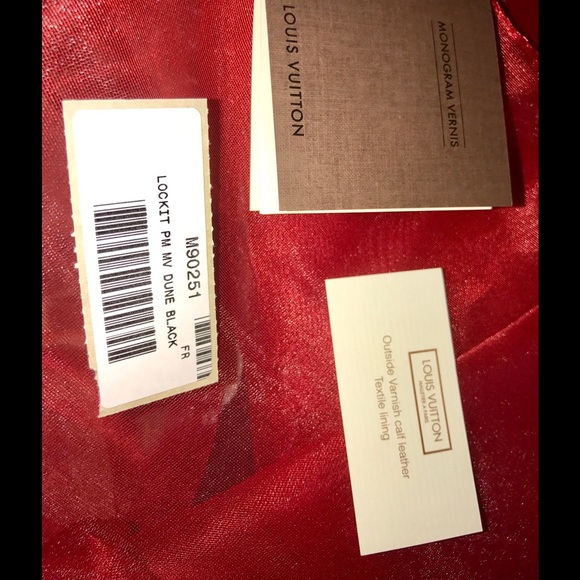 LOUIS VUITTON
MONOGRAM VERNIS
M90251 FR
LOCKIT PM MV DUNE BLACK
LOUIS VUITTON
Outside Varnish calf leather
Textile lining